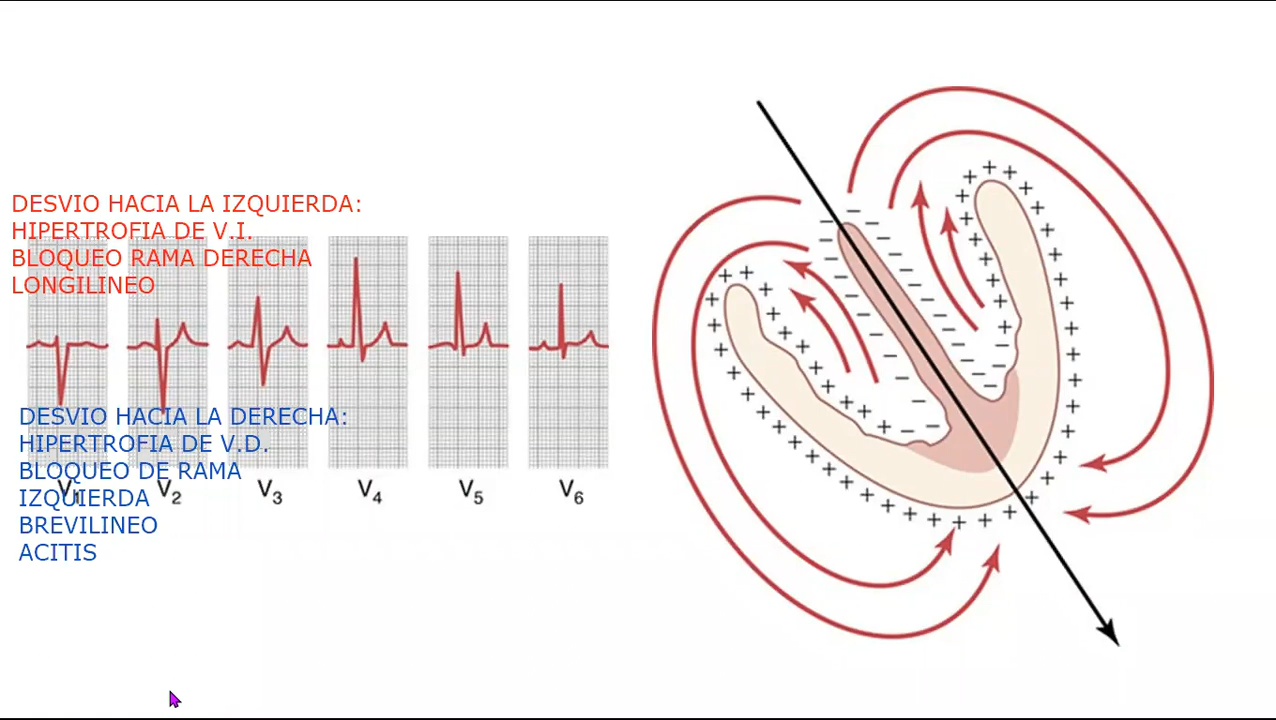 DESVIO HACIA LA IZQUIERDA:
HIPERTROFIA DE V.I.
BLOQUEO RAMA DERECHA
LONGILINEO
DESVIO HACIA LA DERECHA:
HIPERTROFIA DE V.D.
BLOQUEO DE RAMA
IZQUIERDA
BREVILINEO
ACITIS
V1 V2 V3 V4 V5 V6